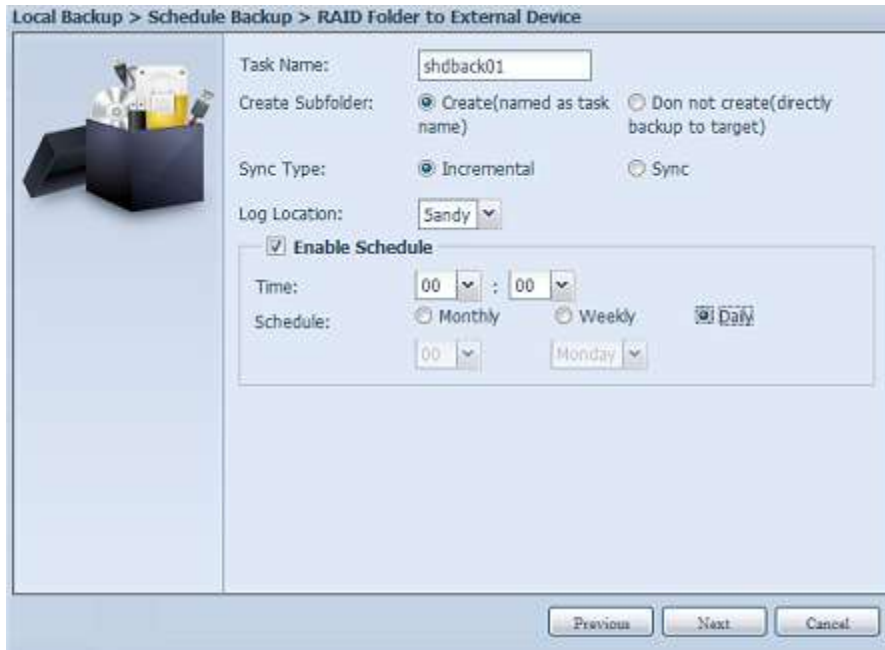 Local Backup > Schedule Backup > RAID Folder to External Device
Task Name: shdback01
Create Subfolder: Create(named as task name) Don not create(directly backup to target)
Sync Type: Incremental Sync
Log Location: Sandy
Enable Schedule
Time: 00 : 00
Schedule: Monthly Weekly Daily
00 Monday
Previous Next Cancel